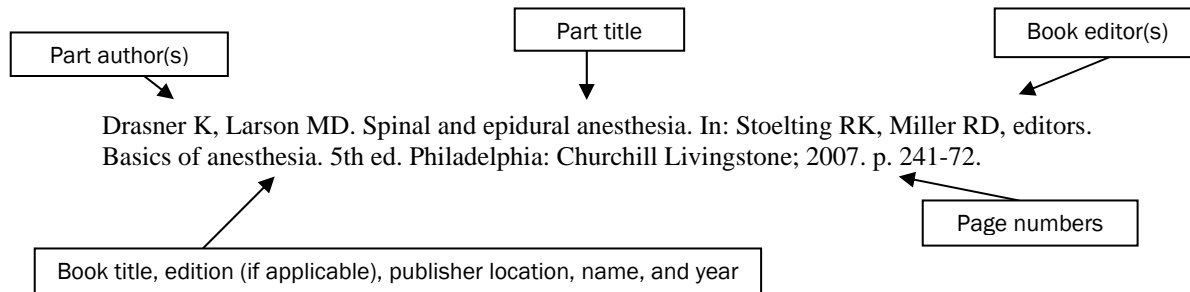 Part title
Book editor(s)
Part author(s)
Drasner K, Larson MD. Spinal and epidural anesthesia. In: Stoelting RK, Miller RD, editors.
Basics of anesthesia. 5th ed. Philadelphia: Churchill Livingstone; 2007. p. 241-72.
Page numbers
Book title, edition (if applicable), publisher location, name, and year